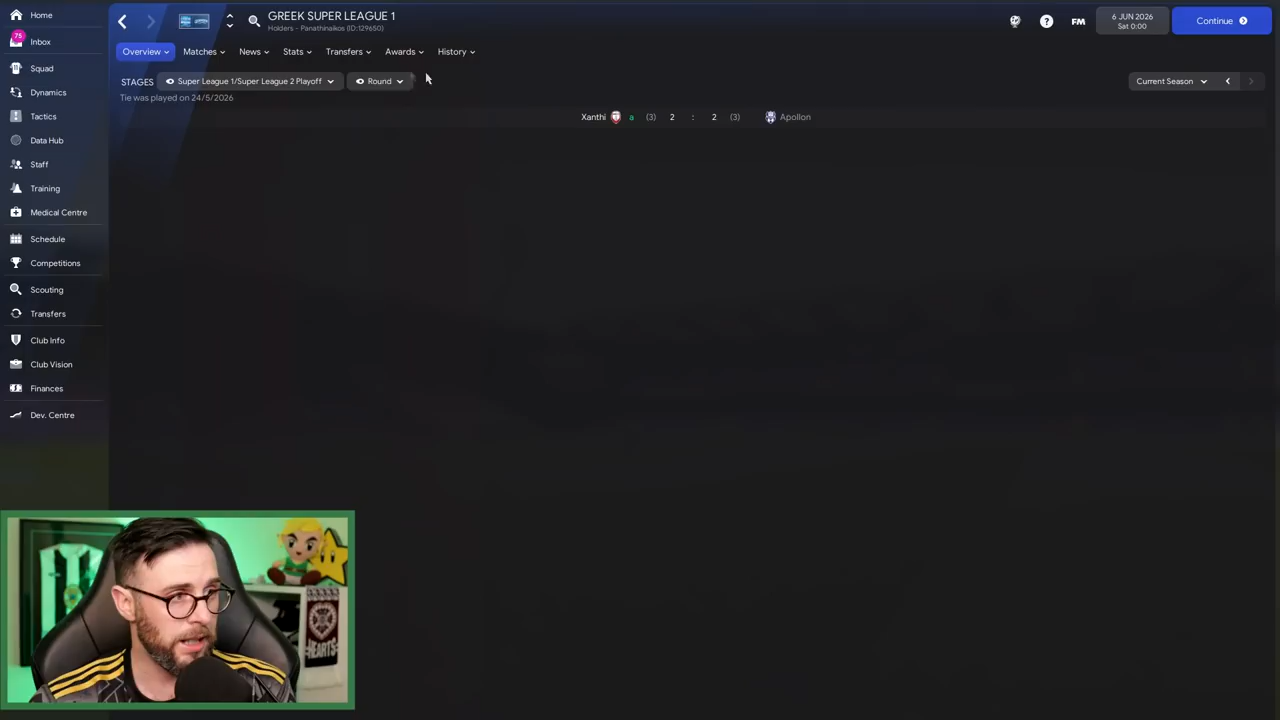 GREEK SUPER LEAGUE 1
Holders - Panathinaikos (ID:129650)
FM
6 JUN 2026
Sat 0:00
Continue
Home
75
Inbox
Squad
Dynamics
Tactics
Data Hub
Staff
Training
Medical Centre
Schedule
Competitions
Scouting
Transfers
Club Info
Club Vision
Finances
Dev. Centre
Overview
Matches
News
Stats
Transfers
Awards
History
STAGES
Super League 1/Super League 2 Playoff
Round
Current Season
Tie was played on 24/5/2026
Xanthi a (3) 2 : 2 (3) Apollon
HEARTS